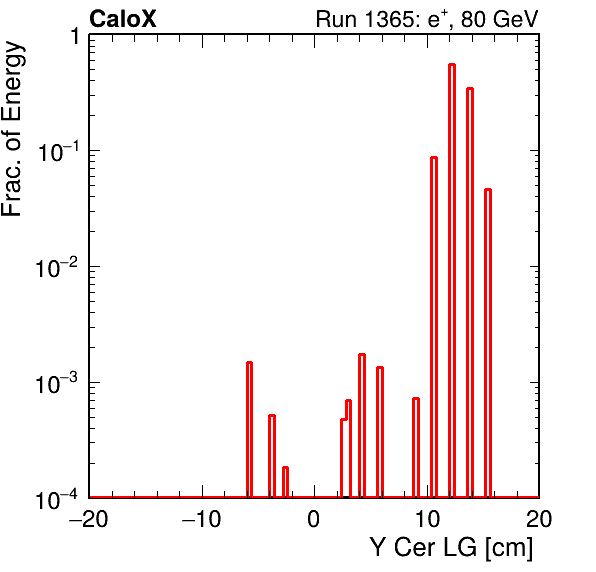 CaloX Run 1365: e⁺, 80 GeV
Frac. of Energy
1
10⁻¹
10⁻²
10⁻³
10⁻⁴
−20 −10 0 10 20
Y Cer LG [cm]